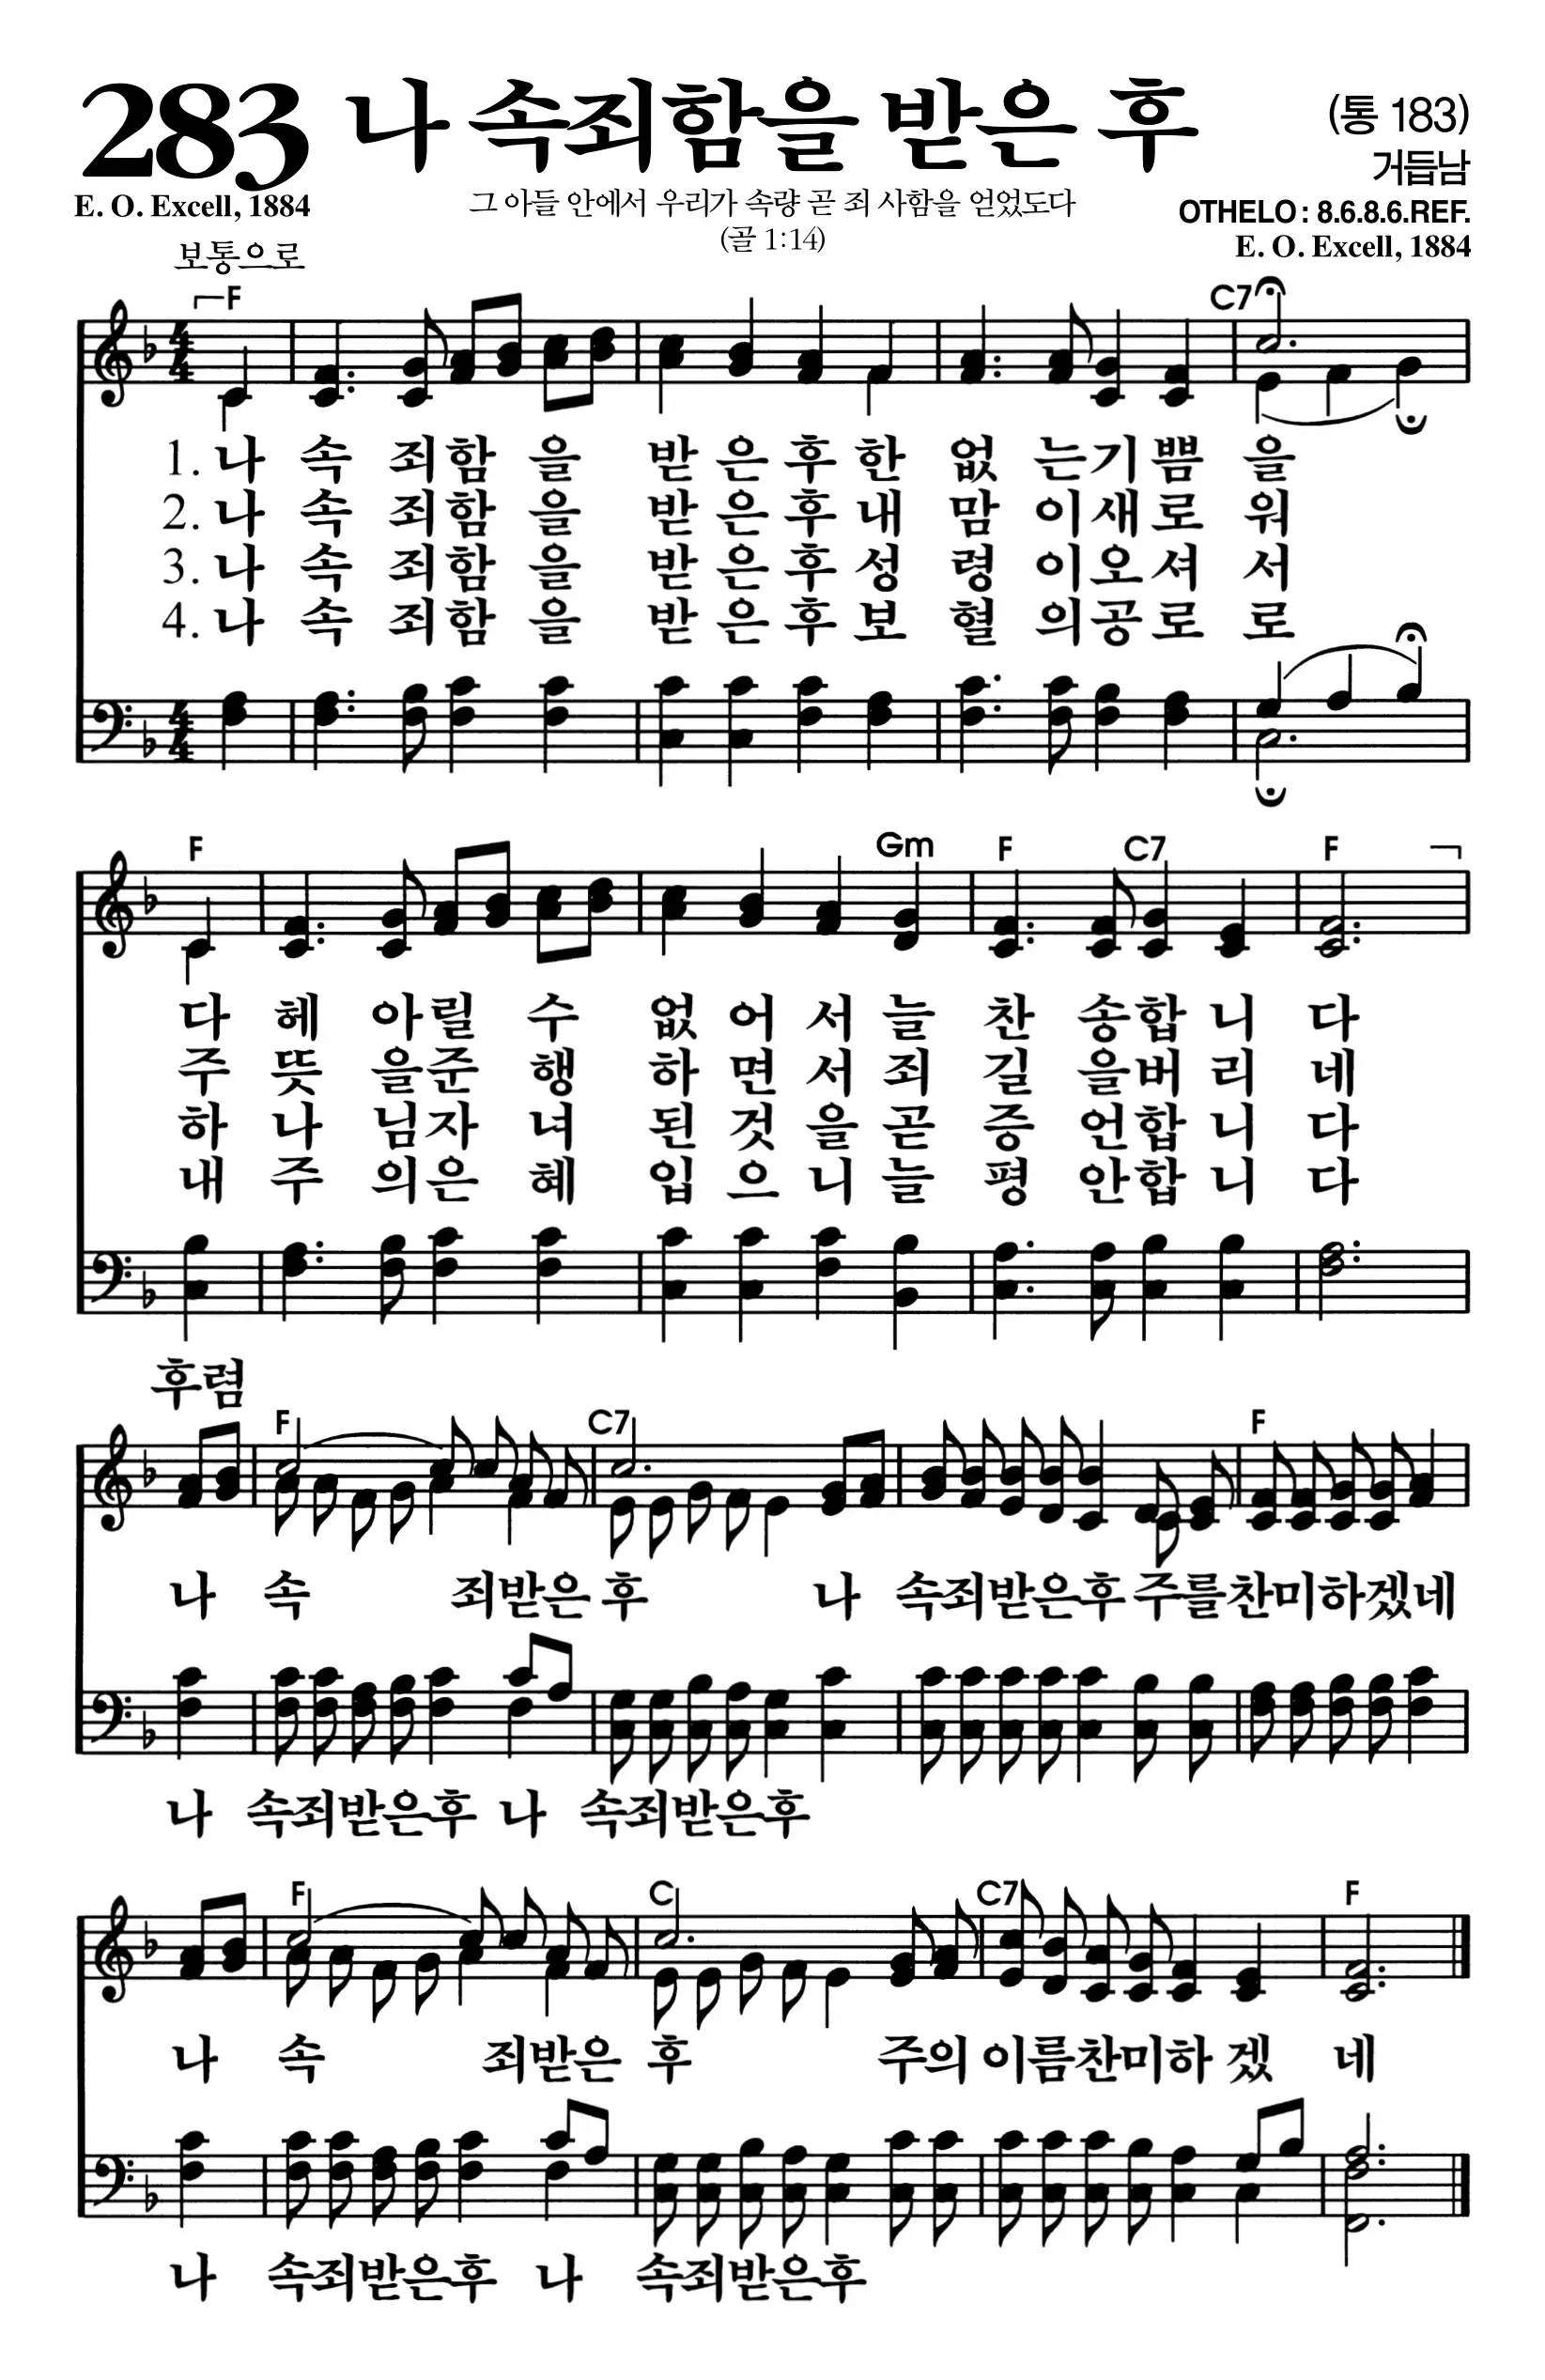 283 나 속죄함을 받은 후 (통 183)
거듭남
E. O. Excell, 1884 그 아들 안에서 우리가 속량 곧 죄 사함을 얻었도다 OTHELO : 8.6.8.6.REF.
(골 1:14) E. O. Excell, 1884
보통으로
F C7
4 4
1. 나 속 죄함 을 받 은 후 한 없 는기 쁨 을
2. 나 속 죄함 을 받 은 후 내 맘 이새 로 워
3. 나 속 죄함 을 받 은 후 성 령 이오 셔 서
4. 나 속 죄함 을 받 은 후 보 혈 의공 로 로
4 4
F Gm F C7 F
다 헤 아릴 수 없 어 서 늘 찬 송합 니 다
주 뜻 을준 행 하 면 서 죄 길 을버 리 네
하 나 님자 녀 된 것 을 곧 증 언합 니 다
내 주 의은 혜 입 으 니 늘 평 안합 니 다
후렴
F C7 F
나 속 죄받은 후 나 속죄받은후 주를찬미하겠네
나 속죄받은후 나 속죄받은후
F C C7 F
나 속 죄받은 후 주의 이름찬미하 겠 네
나 속죄받은후 나 속죄받은후